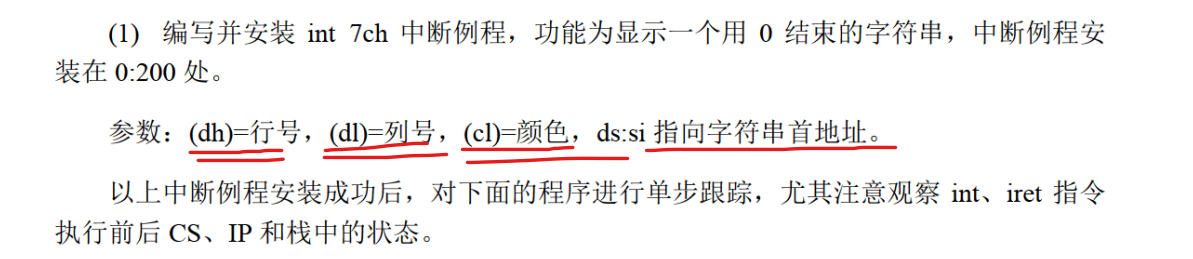 (1) 编写并安装 int 7ch 中断例程，功能为显示一个用 0 结束的字符串，中断例程安
装在 0:200 处。
参数：(dh)=行号，(dl)=列号，(cl)=颜色，ds:si 指向字符串首地址。
以上中断例程安装成功后，对下面的程序进行单步跟踪，尤其注意观察 int、iret 指令
执行前后 CS、IP 和栈中的状态。